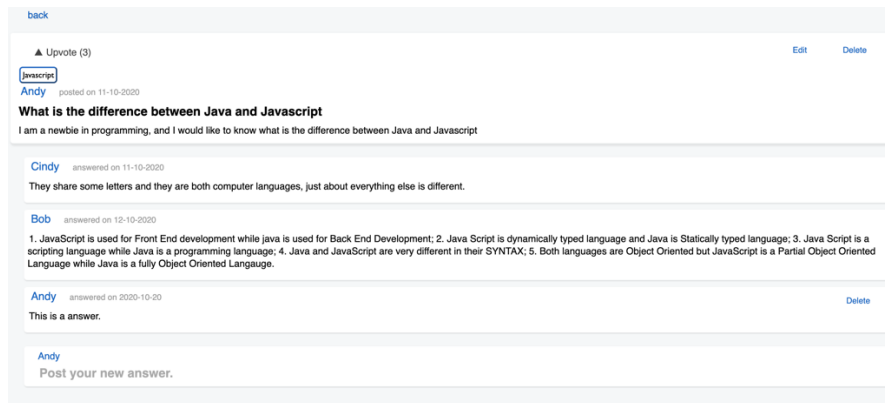 back
▲ Upvote (3) Edit Delete
Javascript
Andy posted on 11-10-2020
What is the difference between Java and Javascript
I am a newbie in programming, and I would like to know what is the difference between Java and Javascript
Cindy answered on 11-10-2020
They share some letters and they are both computer languages, just about everything else is different.
Bob answered on 12-10-2020
1. JavaScript is used for Front End development while java is used for Back End Development; 2. Java Script is dynamically typed language and Java is Statically typed language; 3. Java Script is a
scripting language while Java is a programming language; 4. Java and JavaScript are very different in their SYNTAX; 5. Both languages are Object Oriented but JavaScript is a Partial Object Oriented
Language while Java is a fully Object Oriented Langauge.
Andy answered on 2020-10-20 Delete
This is a answer.
Andy
Post your new answer.